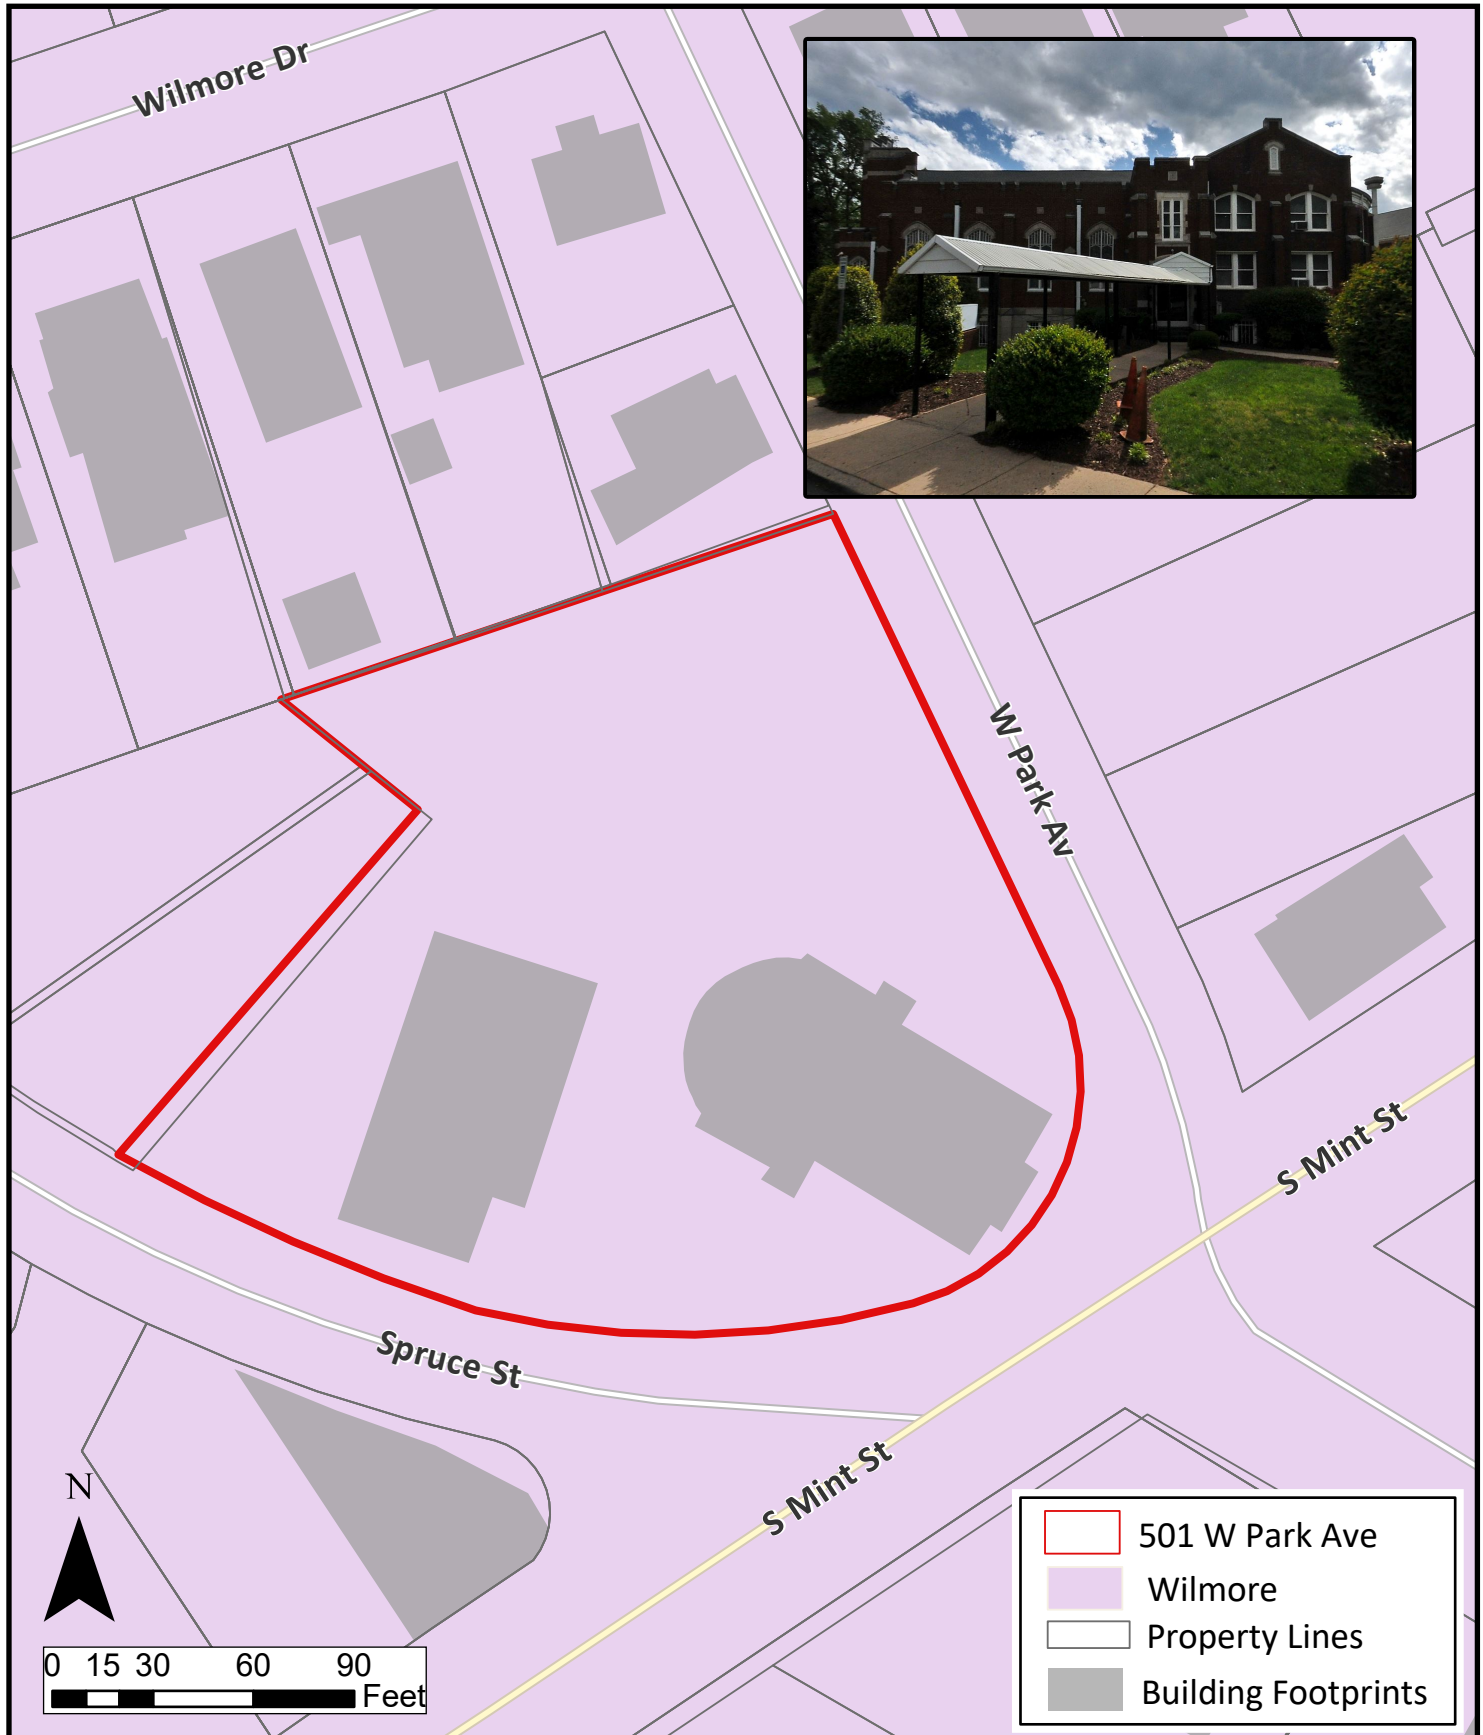 Wilmore Dr
W Park Av
S Mint St
Spruce St
S Mint St
N
0 15 30 60 90
Feet
501 W Park Ave
Wilmore
Property Lines
Building Footprints